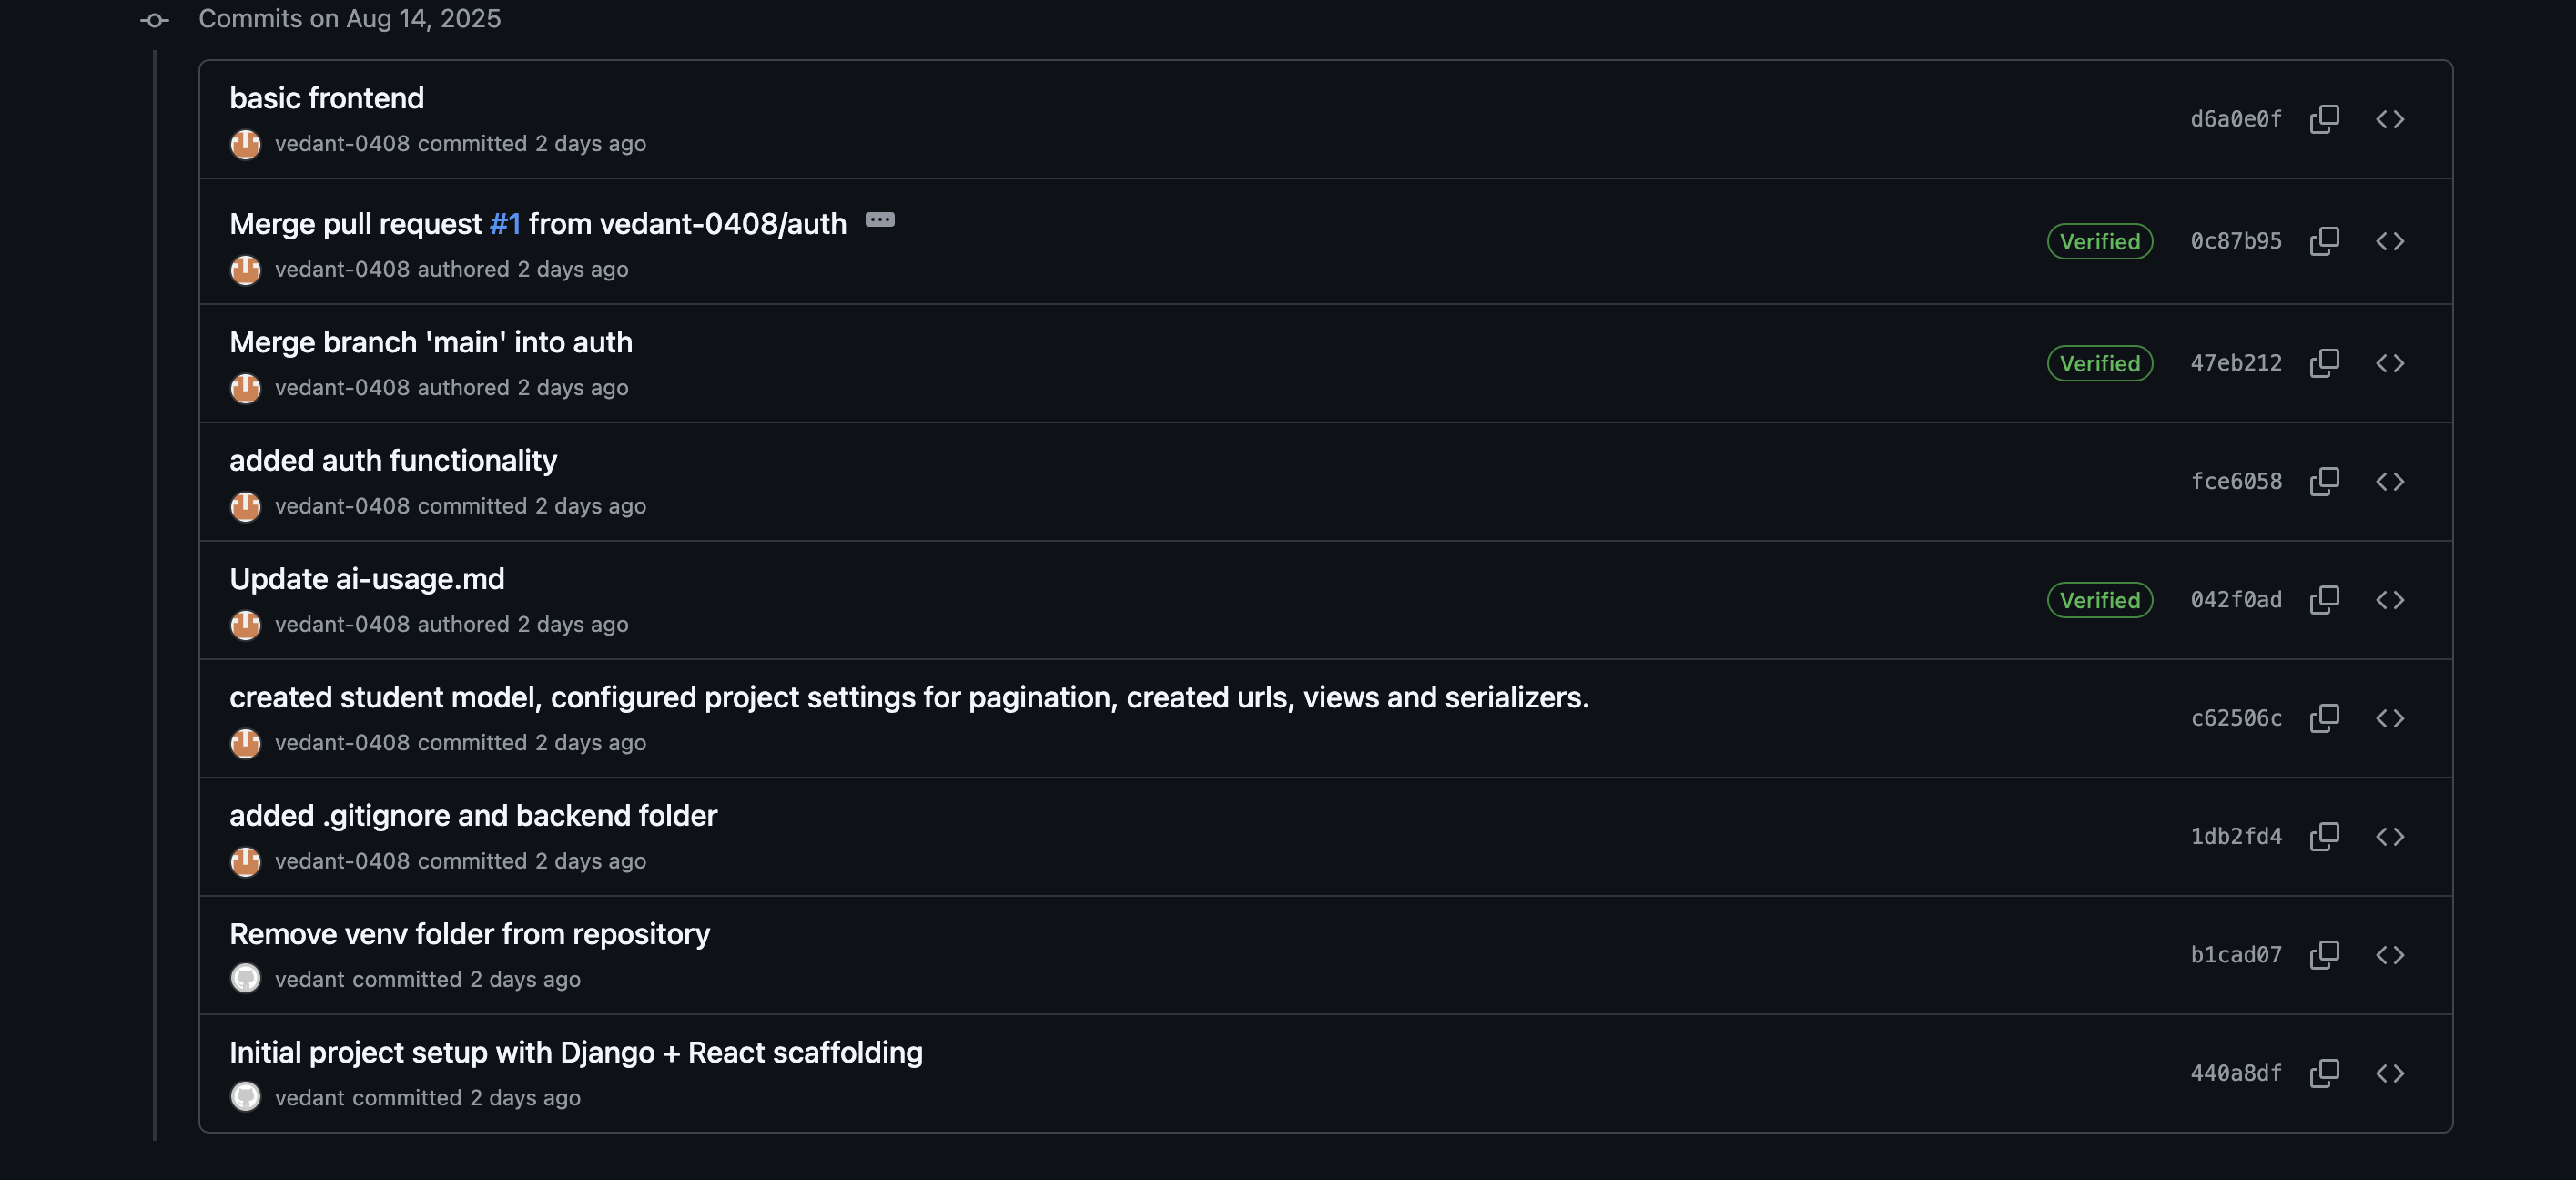 Commits on Aug 14, 2025
basic frontend
vedant-0408 committed 2 days ago
d6a0e0f
Merge pull request #1 from vedant-0408/auth
vedant-0408 authored 2 days ago
Verified 0c87b95
Merge branch 'main' into auth
vedant-0408 authored 2 days ago
Verified 47eb212
added auth functionality
vedant-0408 committed 2 days ago
fce6058
Update ai-usage.md
vedant-0408 authored 2 days ago
Verified 042f0ad
created student model, configured project settings for pagination, created urls, views and serializers.
vedant-0408 committed 2 days ago
c62506c
added .gitignore and backend folder
vedant-0408 committed 2 days ago
1db2fd4
Remove venv folder from repository
vedant committed 2 days ago
b1cad07
Initial project setup with Django + React scaffolding
vedant committed 2 days ago
440a8df